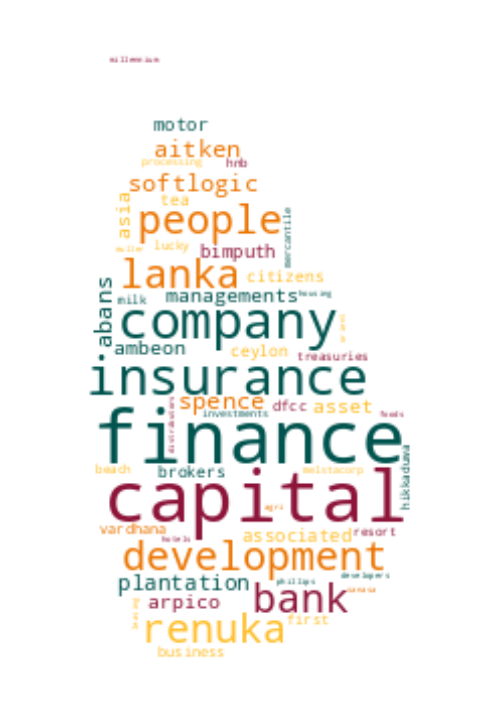 millennium
motor
aitken
processing hnb
softlogic
asia tea
people mercantile
lucky bimputh
lanka citizens
managements housing
milk
abans company
ambeon ceylon treasuries
insurance
spence dfcc asset
investments foods
distributors finance
beach brokers melstacorp hikkaduwa
capital
agri
vardhana associated resort
hotels
development
plantation phillips developers
arpico bank sanasa
renuka first
business